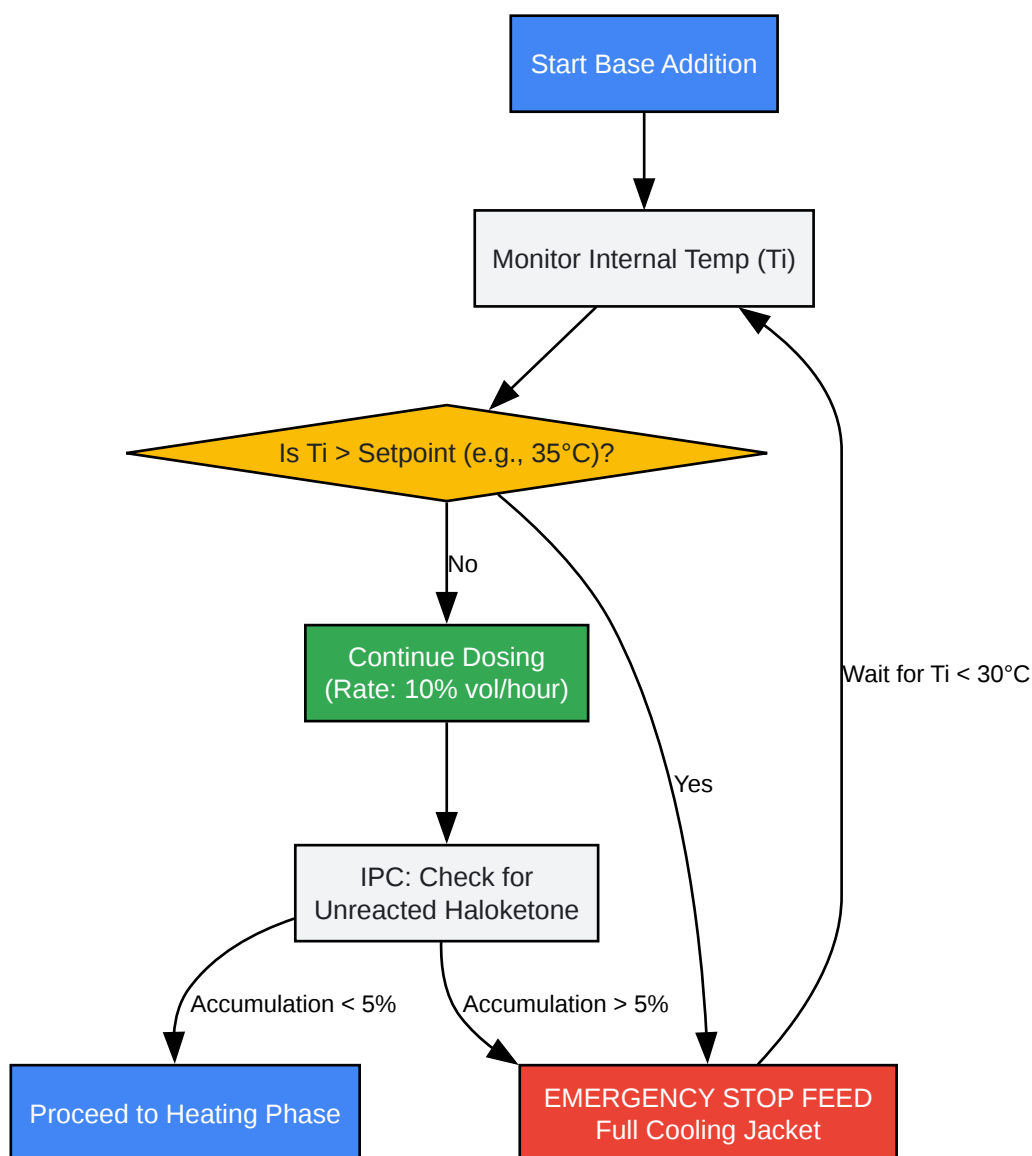 Start Base Addition
Monitor Internal Temp (Ti)
Is Ti > Setpoint (e.g., 35°C)?
No
Continue Dosing
(Rate: 10% vol/hour)
Wait for Ti < 30°C
Yes
IPC: Check for
Unreacted Haloketone
Accumulation < 5%
Accumulation > 5%
Proceed to Heating Phase
EMERGENCY STOP FEED
Full Cooling Jacket